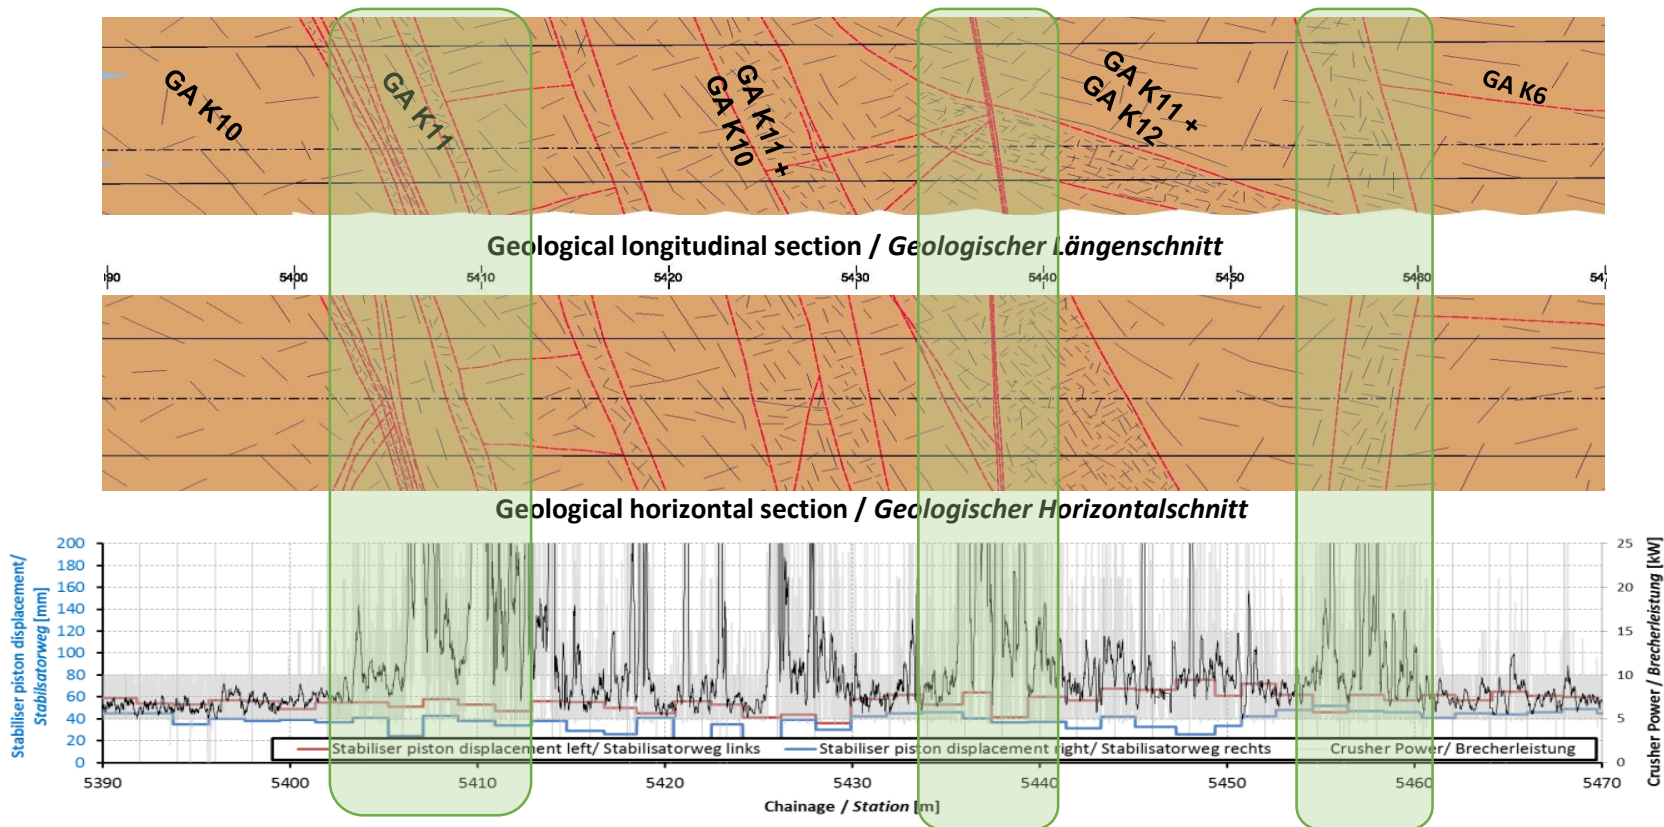 GA K10
GA K11
GA K11 +
GA K10
GA K11 +
GA K12
GA K6
Geological longitudinal section / Geologischer Längenschnitt
5400 5410 5420 5430 5440 5450 5460
Geological horizontal section / Geologischer Horizontalschnitt
Stabiliser piston displacement/
Stabilisatorweg [mm]
200
180
160
140
120
100
80
60
40
20
0
25
20
15
10
5
0
Crusher Power / Brecherleistung [kW]
Stabiliser piston displacement left/ Stabilisatorweg links
Stabiliser piston displacement right/ Stabilisatorweg rechts
Crusher Power/ Brecherleistung
5390 5400 5410 5420 5430 5440 5450 5460 5470
Chainage / Station [m]